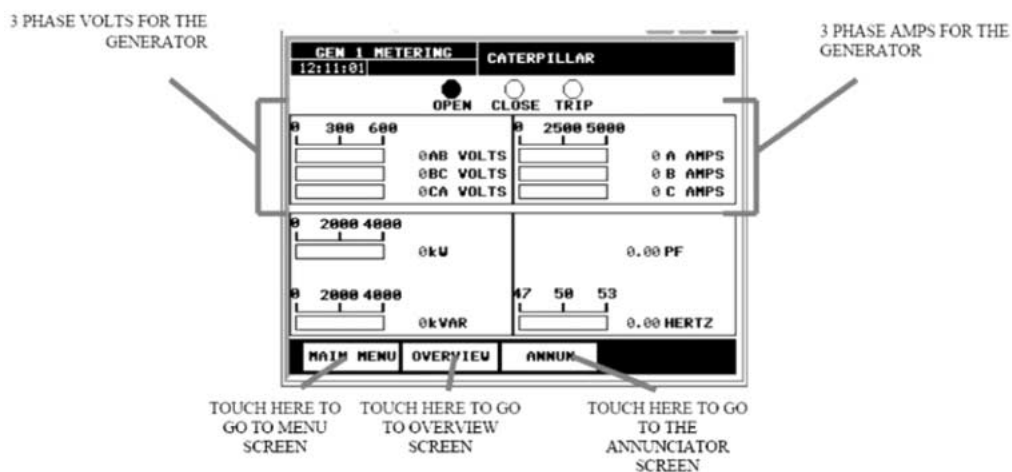 3 PHASE VOLTS FOR THE
GENERATOR
3 PHASE AMPS FOR THE
GENERATOR
GEN 1 METERING
CATERPILLAR
12:11:01
OPEN CLOSE TRIP
0 300 600
0AB VOLTS
0BC VOLTS
0CA VOLTS
0 2500 5000
0 A AMPS
0 B AMPS
0 C AMPS
0 2000 4000
0kW
0.00 PF
0 2000 4000
0kVAR
47 50 53
0.00 HERTZ
MAIN MENU OVERVIEW ANNUN
TOUCH HERE TO
GO TO MENU
SCREEN
TOUCH HERE TO GO
TO OVERVIEW
SCREEN
TOUCH HERE TO GO
TO THE
ANNUNCIATOR
SCREEN